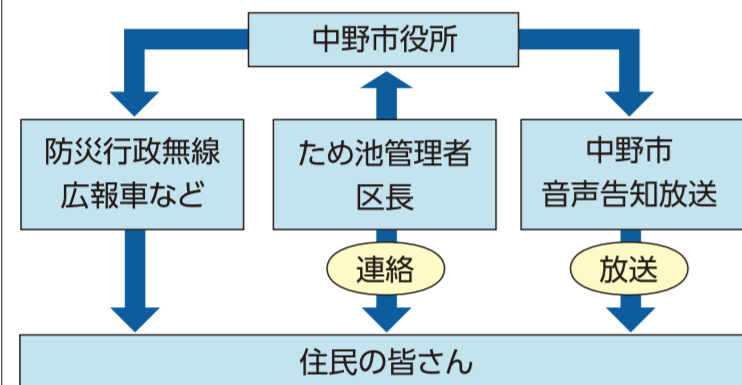 中野市役所
防災行政無線
広報車など
ため池管理者
区長
中野市
音声告知放送
連絡
放送
住民の皆さん